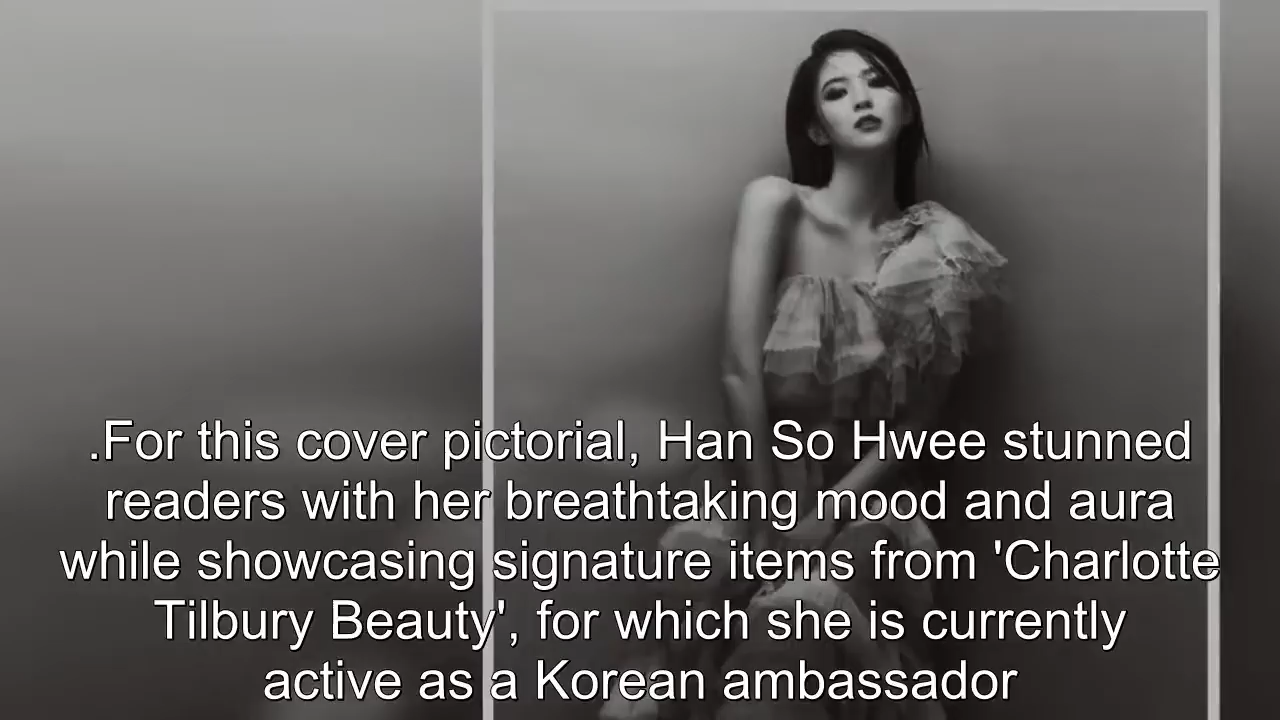 .For this cover pictorial, Han So Hwee stunned
readers with her breathtaking mood and aura
while showcasing signature items from 'Charlotte
Tilbury Beauty', for which she is currently
active as a Korean ambassador